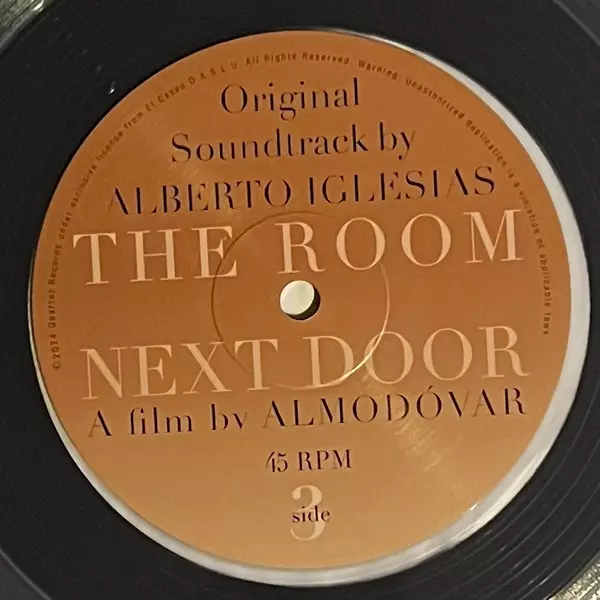 ©2024 Quartet Records under exclusive license from El Deseo D.A.S.L.U. All Rights Reserved. Warning: Unauthorized duplication is a violation of applicable laws
Original
Soundtrack by
ALBERTO IGLESIAS
THE ROOM
NEXT DOOR
A film by ALMODÓVAR
45 RPM
3
side